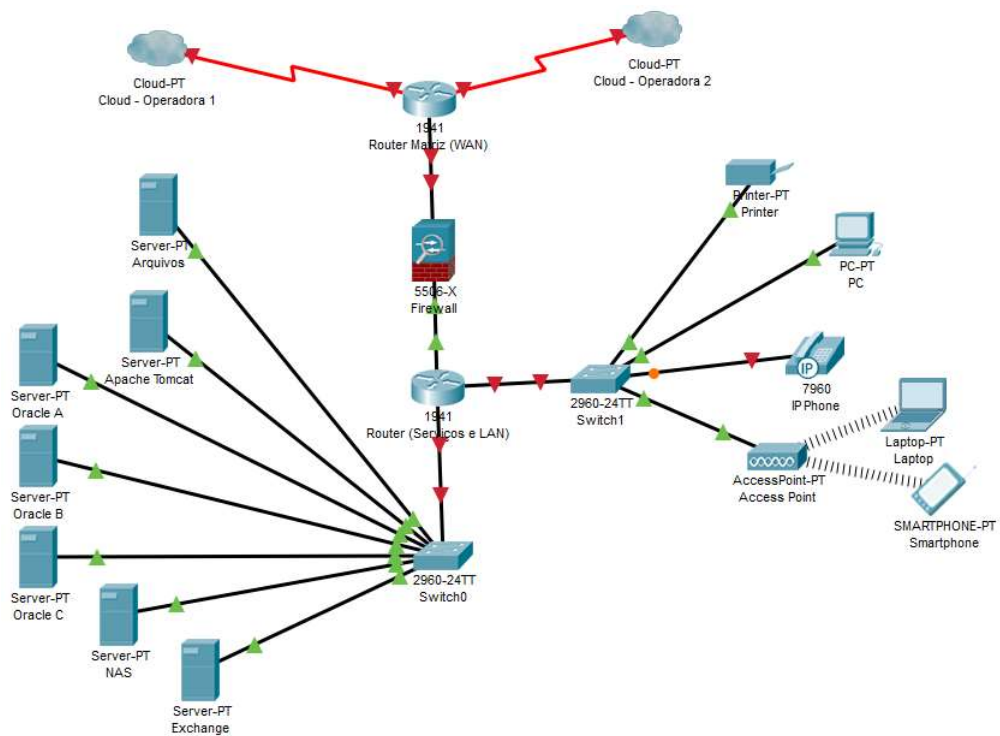 Cloud-PT
Cloud - Operadora 1
Cloud-PT
Cloud - Operadora 2
1941
Router Matriz (WAN)
Printer-PT
Printer
Server-PT
Arquivos
PC-PT
PC
5506-X
Firewall
Server-PT
Apache Tomcat
Server-PT
Oracle A
1941
Router (Serviços e LAN)
2960-24TT
Switch1
IP
7960
IP Phone
Laptop-PT
Laptop
AccessPoint-PT
Access Point
Server-PT
Oracle B
SMARTPHONE-PT
Smartphone
2960-24TT
Switch0
Server-PT
Oracle C
Server-PT
NAS
Server-PT
Exchange